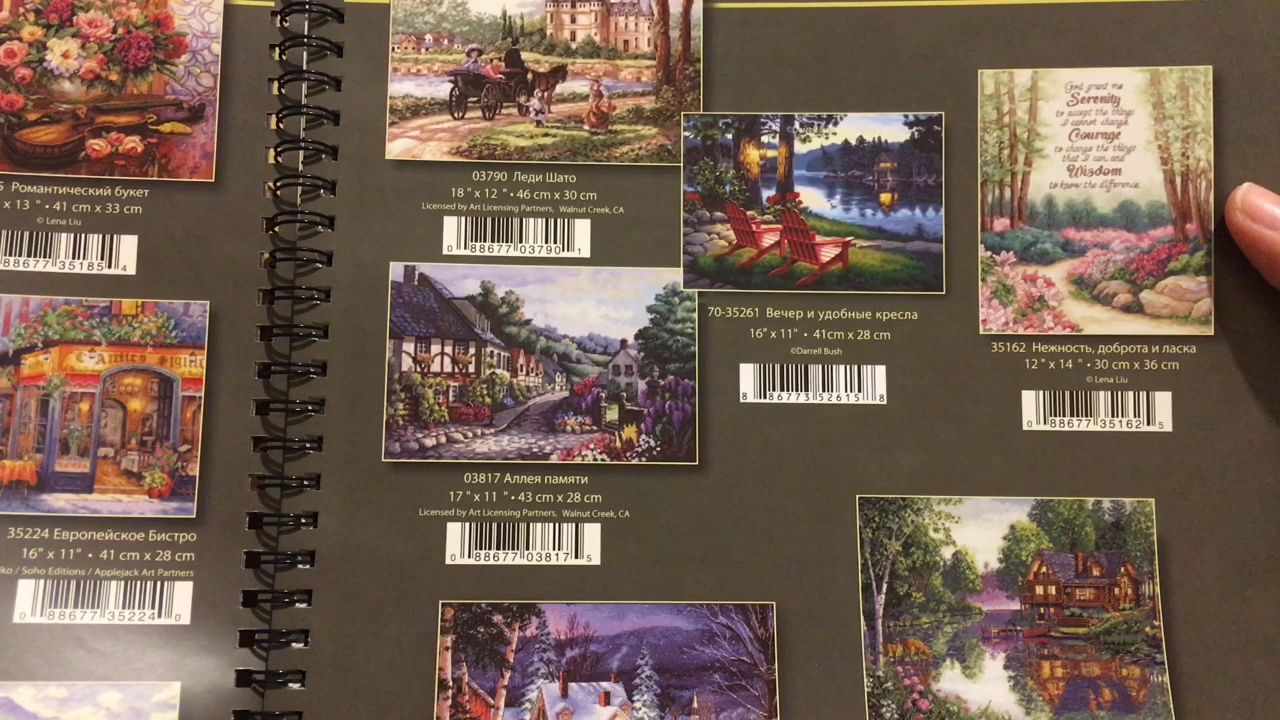 5 Романтический букет
x 13 " • 41 cm x 33 cm
© Lena Liu
88677 35185 4
35224 Европейское Бистро
16" x 11" • 41 cm x 28 cm
lko / Soho Editions / Applejack Art Partners
0 88677 35224 0
03790 Леди Шато
18 " x 12 " • 46 cm x 30 cm
Licensed by Art Licensing Partners, Walnut Creek, CA
0 88677 03790 1
03817 Аллея памяти
17 " x 11 " • 43 cm x 28 cm
Licensed by Art Licensing Partners, Walnut Creek, CA
0 88677 03817 5
70-35261 Вечер и удобные кресла
16" x 11" • 41cm x 28 cm
©Darrell Bush
8 86773 52615 8
God grant me
Serenity
to accept the things
I cannot change,
Courage
to change the things
that I can, and
Wisdom
to know the difference.
35162 Нежность, доброта и ласка
12 " x 14 " • 30 cm x 36 cm
© Lena Liu
0 88677 35162 5